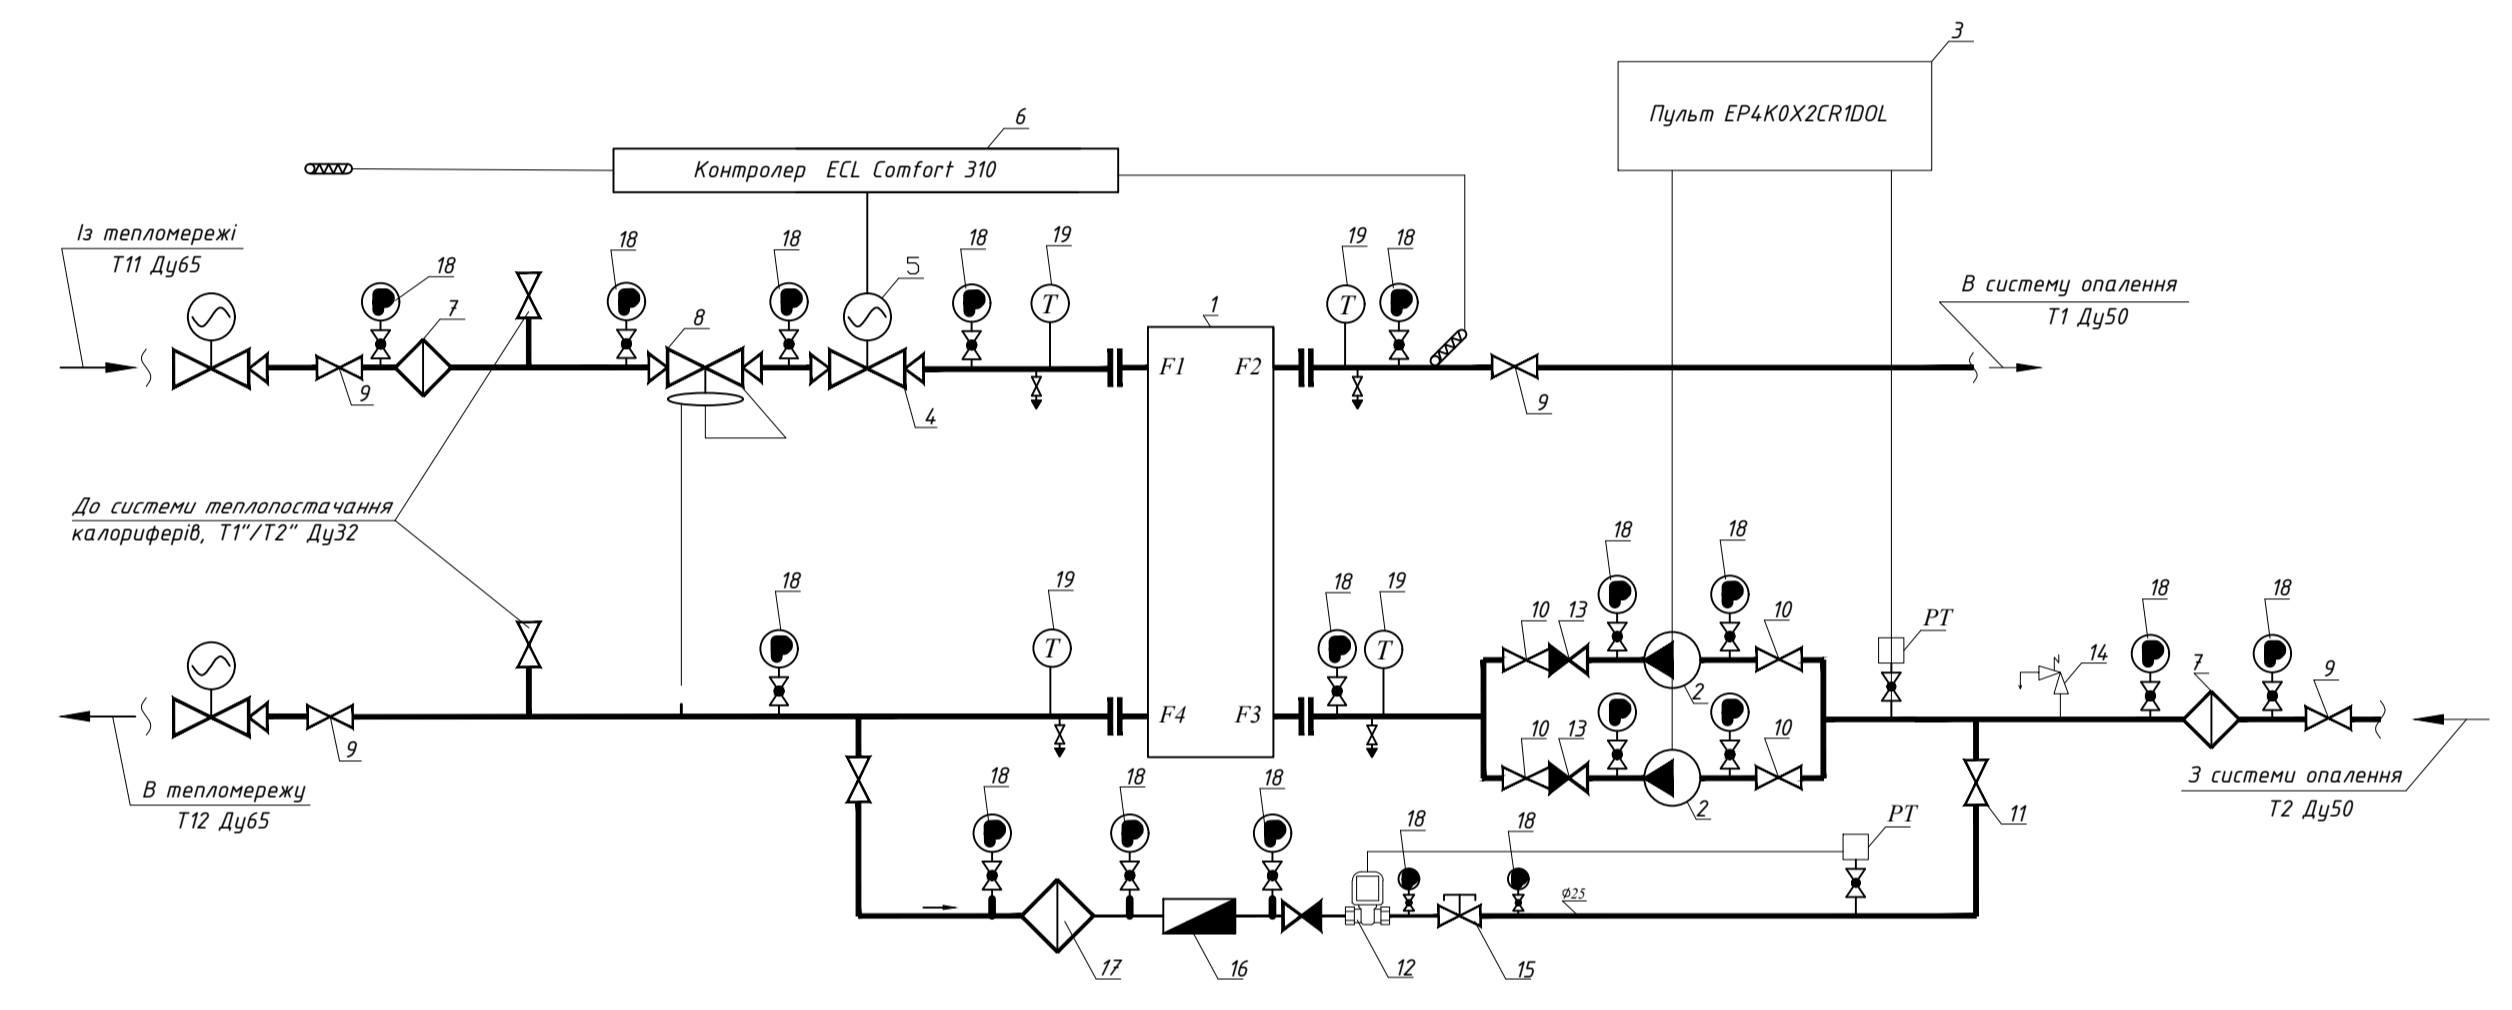 3
Пульт EP4K0X2CR1DOL
6
Контролер ECL Comfort 310
Із тепломережі
Т11 Ду65
18
18
18
18
19
19
18
5
7
8
1
В систему опалення
Т1 Ду50
P
P
P
P
T
T
P
F1
F2
9
4
9
До системи теплопостачання
калориферів, Т1"/Т2" Ду32
18
18
18
19
18
19
10
13
10
PT
18
18
14
7
9
P
T
P
T
P
P
N
P
P
2
F4
F3
9
10
13
10
P
P
2
В тепломережу
Т12 Ду65
18
18
18
18
18
PT
11
З системи опалення
Т2 Ду50
P
P
P
Ø25
17
16
12
15